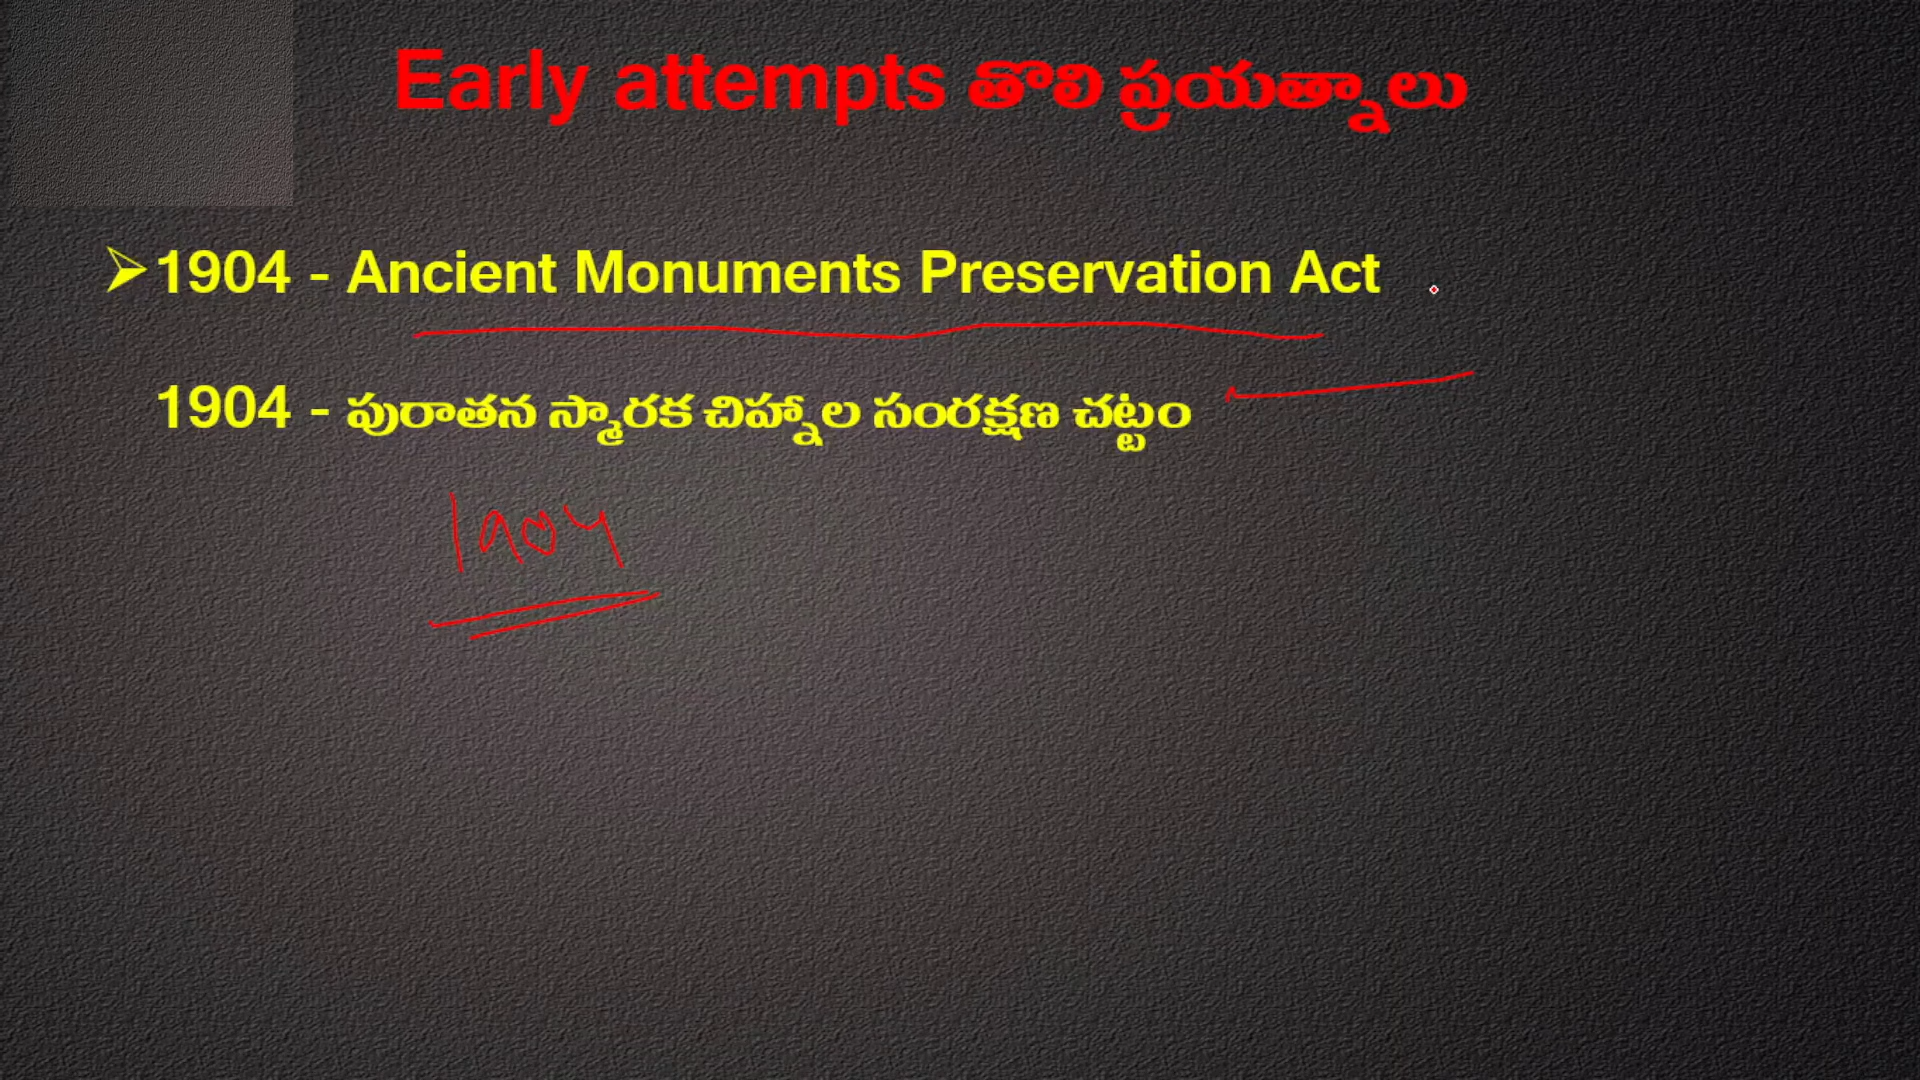 Early attempts తొలి ప్రయత్నాలు
➢1904 - Ancient Monuments Preservation Act
1904 - పురాతన స్మారక చిహ్నాల సంరక్షణ చట్టం
1904